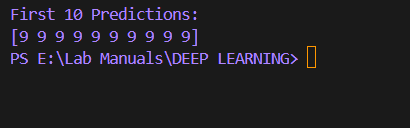 First 10 Predictions:
[9 9 9 9 9 9 9 9 9 9]
PS E:\Lab Manuals\DEEP LEARNING>